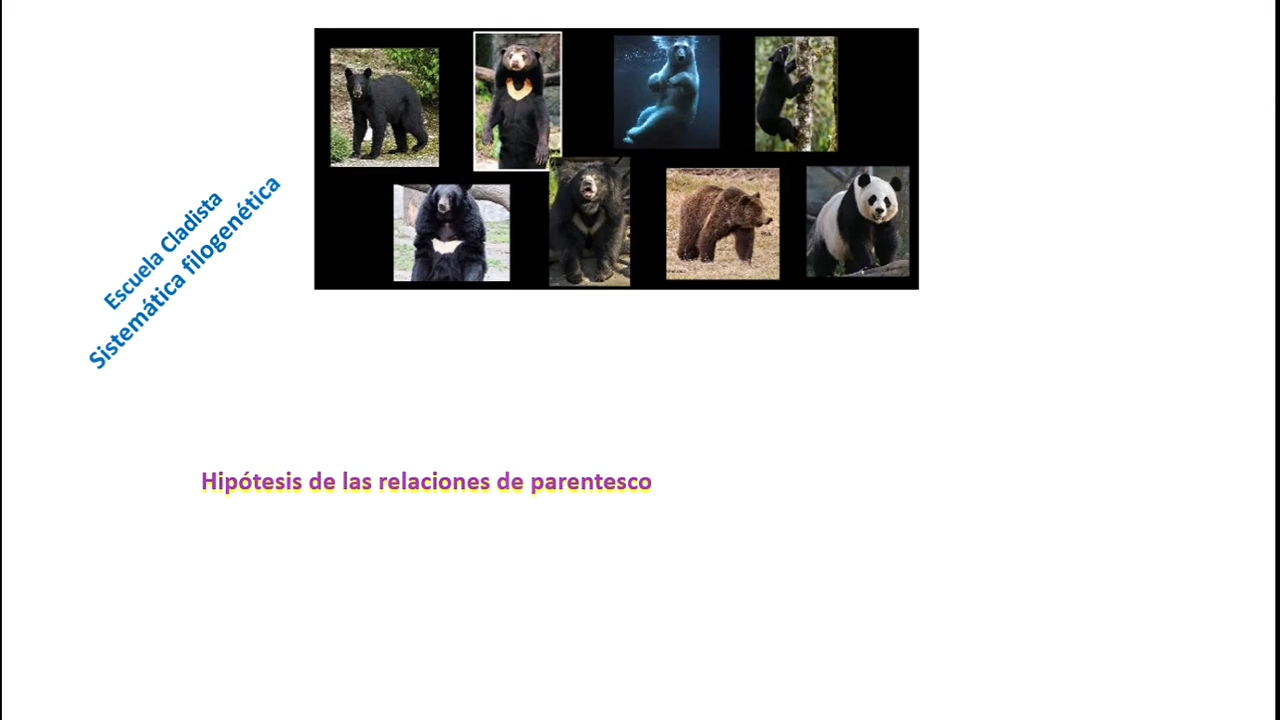 Escuela Cladista
Sistemática filogenética
Hipótesis de las relaciones de parentesco